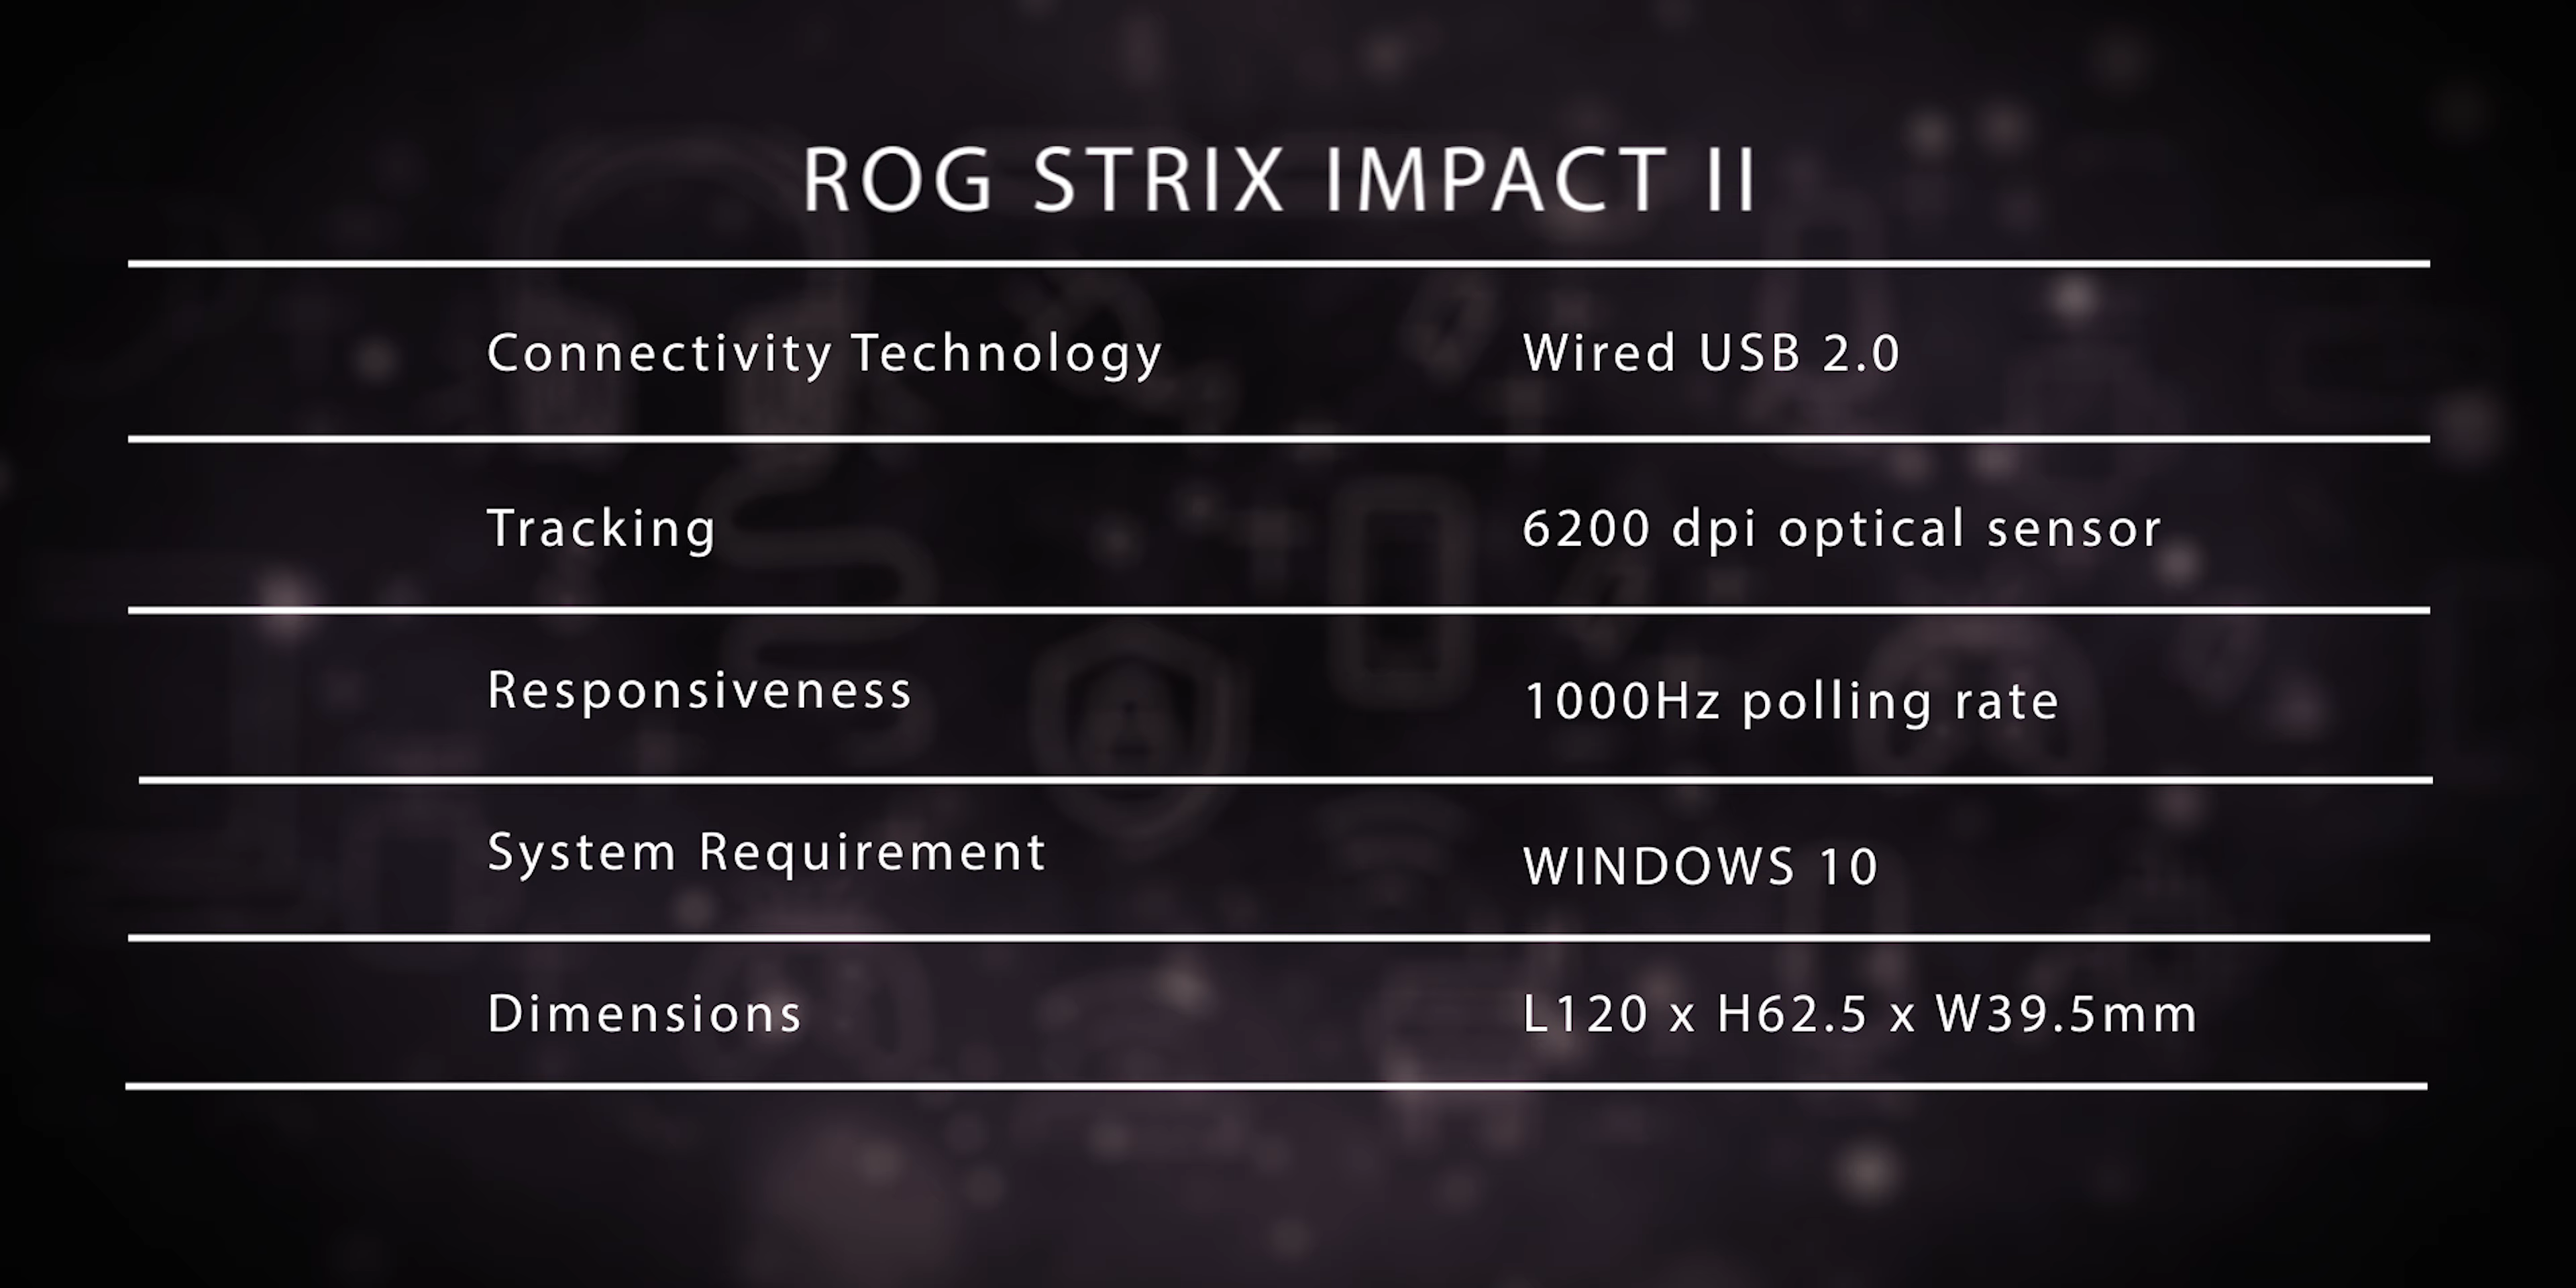 ROG STRIX IMPACT II
Connectivity Technology Wired USB 2.0
Tracking 6200 dpi optical sensor
Responsiveness 1000Hz polling rate
System Requirement WINDOWS 10
Dimensions L120 x H62.5 x W39.5mm